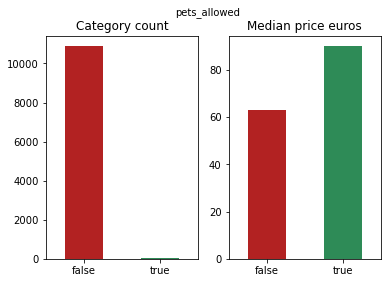 pets_allowed
Category count
Median price euros
10000
8000
6000
4000
2000
0
false
true
80
60
40
20
0
false
true